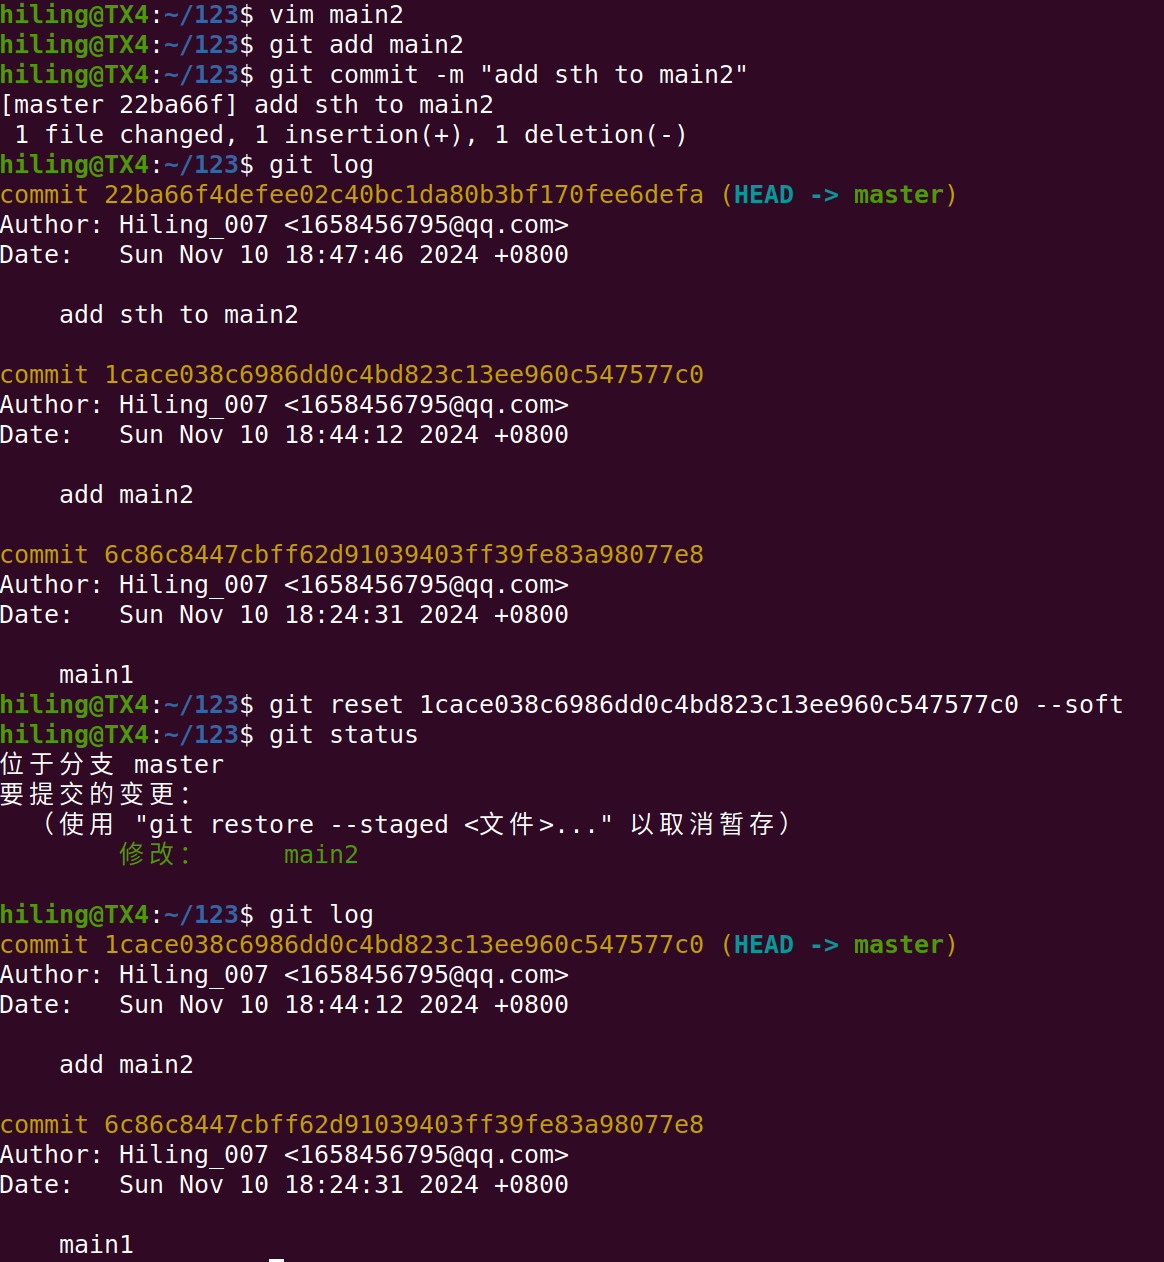 hiling@TX4:~/123$ vim main2
hiling@TX4:~/123$ git add main2
hiling@TX4:~/123$ git commit -m "add sth to main2"
[master 22ba66f] add sth to main2
 1 file changed, 1 insertion(+), 1 deletion(-)
hiling@TX4:~/123$ git log
commit 22ba66f4defee02c40bc1da80b3bf170fee6defa (HEAD -> master)
Author: Hiling_007 <1658456795@qq.com>
Date:   Sun Nov 10 18:47:46 2024 +0800

    add sth to main2

commit 1cace038c6986dd0c4bd823c13ee960c547577c0
Author: Hiling_007 <1658456795@qq.com>
Date:   Sun Nov 10 18:44:12 2024 +0800

    add main2

commit 6c86c8447cbff62d91039403ff39fe83a98077e8
Author: Hiling_007 <1658456795@qq.com>
Date:   Sun Nov 10 18:24:31 2024 +0800

    main1
hiling@TX4:~/123$ git reset 1cace038c6986dd0c4bd823c13ee960c547577c0 --soft
hiling@TX4:~/123$ git status
位于分支 master
要提交的变更：
  （使用 "git restore --staged <文件>..." 以取消暂存）
        修改：     main2

hiling@TX4:~/123$ git log
commit 1cace038c6986dd0c4bd823c13ee960c547577c0 (HEAD -> master)
Author: Hiling_007 <1658456795@qq.com>
Date:   Sun Nov 10 18:44:12 2024 +0800

    add main2

commit 6c86c8447cbff62d91039403ff39fe83a98077e8
Author: Hiling_007 <1658456795@qq.com>
Date:   Sun Nov 10 18:24:31 2024 +0800

    main1